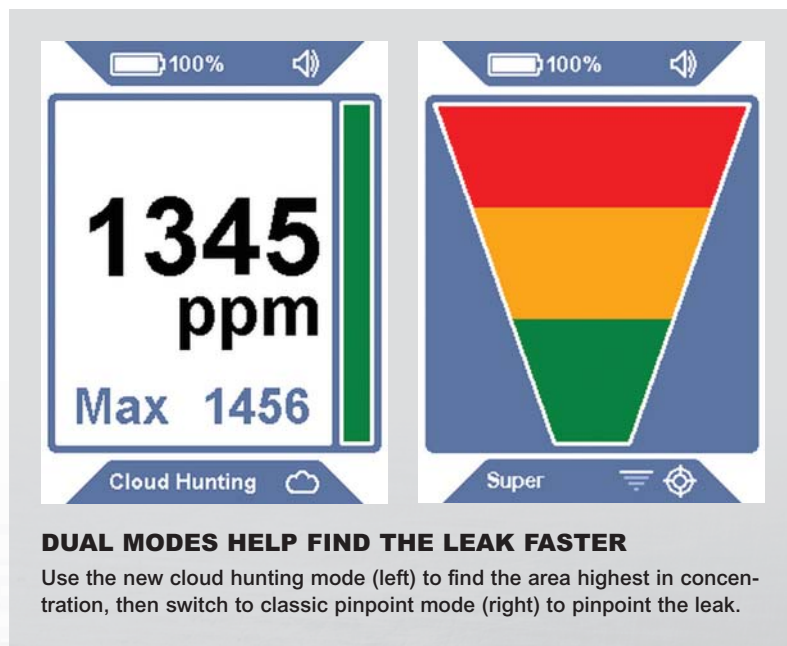 100%
1345
ppm
Max 1456
Cloud Hunting
100%
Super
DUAL MODES HELP FIND THE LEAK FASTER
Use the new cloud hunting mode (left) to find the area highest in concen-
tration, then switch to classic pinpoint mode (right) to pinpoint the leak.